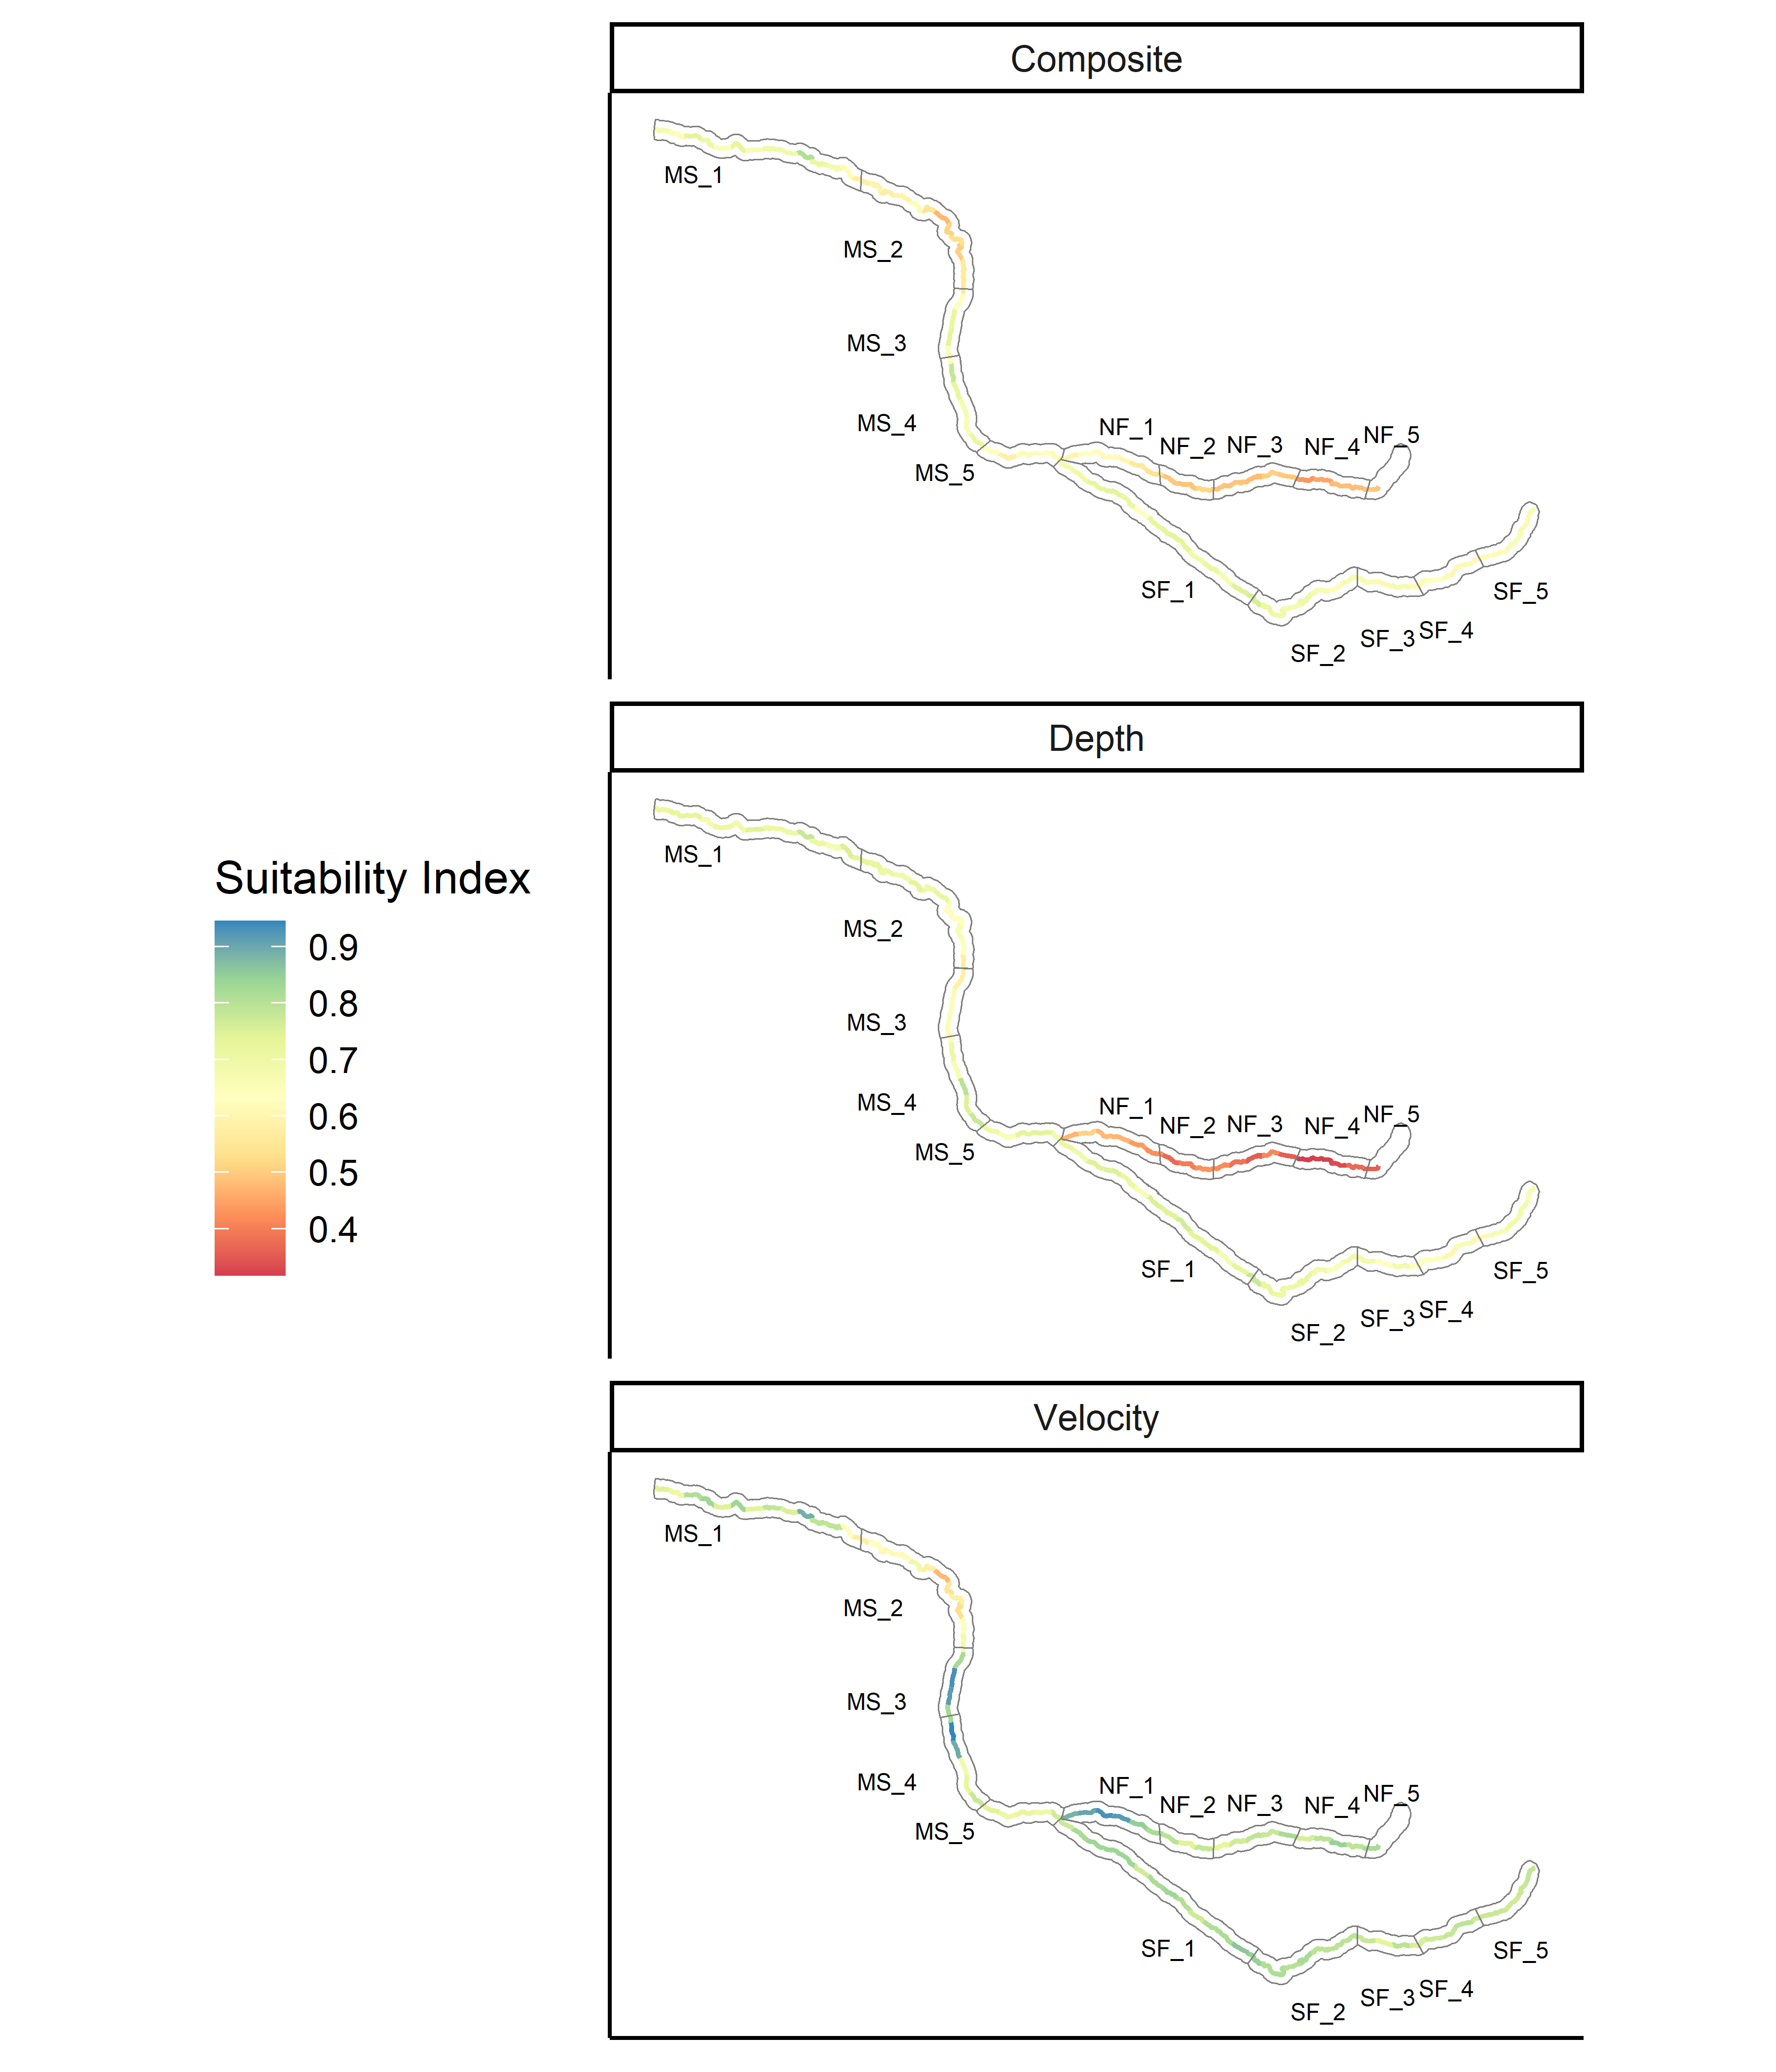 Composite
MS_1
MS_2
MS_3
MS_4
MS_5
NF_1
NF_2
NF_3
NF_4
NF_5
SF_1
SF_2
SF_3
SF_4
SF_5
Depth
MS_1
MS_2
MS_3
MS_4
MS_5
NF_1
NF_2
NF_3
NF_4
NF_5
SF_1
SF_2
SF_3
SF_4
SF_5
Suitability Index
0.9
0.8
0.7
0.6
0.5
0.4
Velocity
MS_1
MS_2
MS_3
MS_4
MS_5
NF_1
NF_2
NF_3
NF_4
NF_5
SF_1
SF_2
SF_3
SF_4
SF_5